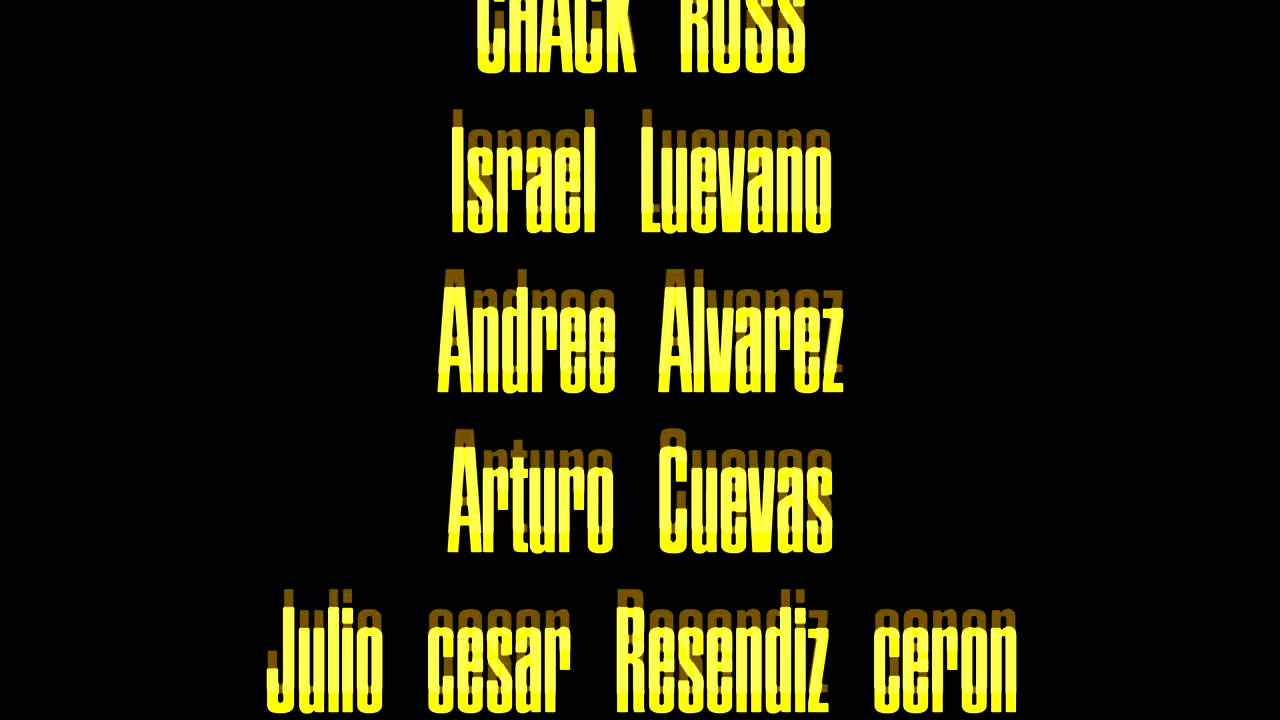 CHACK ROSS
Israel Luevano
Andree Alvarez
Arturo Cuevas
Julio cesar Resendiz ceron